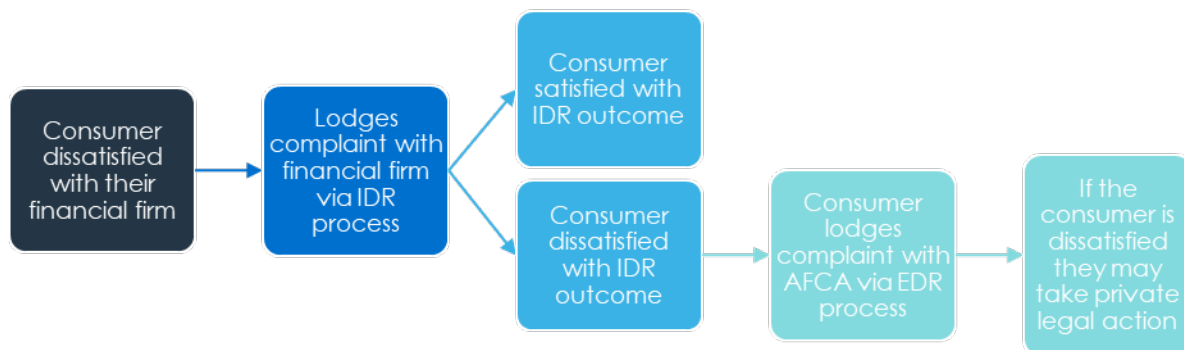 Consumer
dissatisfied
with their
financial firm
Lodges
complaint with
financial firm
via IDR
process
Consumer
satisfied with
IDR outcome
Consumer
dissatisfied
with IDR
outcome
Consumer
lodges
complaint with
AFCA via EDR
process
If the
consumer is
dissatisfied
they may
take private
legal action